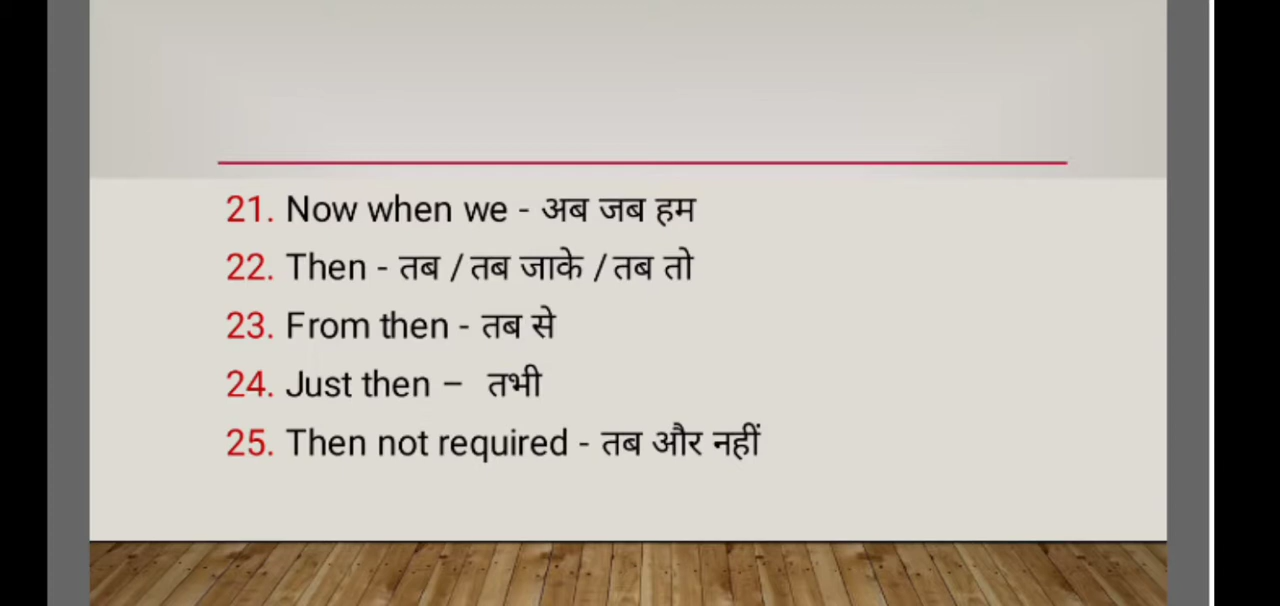 21. Now when we - अब जब हम
22. Then - तब / तब जाके / तब तो
23. From then - तब से
24. Just then – तभी
25. Then not required - तब और नहीं